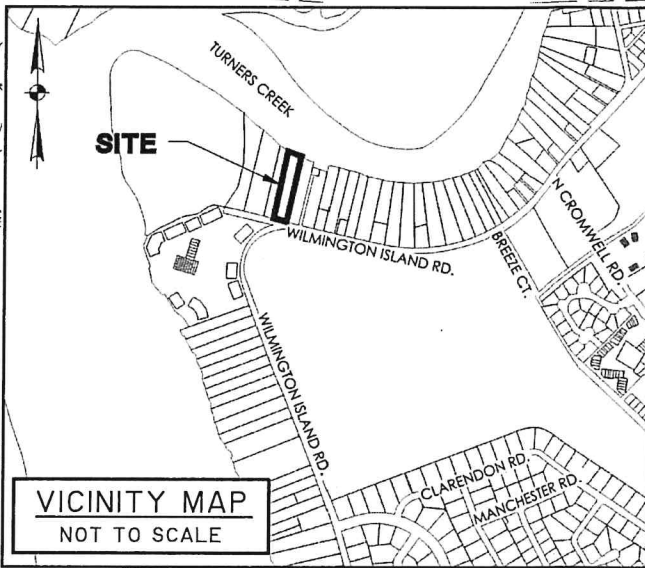 TURNERS CREEK
SITE
WILMINGTON ISLAND RD.
N CROMWELL RD.
BREEZE CT.
WILMINGTON ISLAND RD.
CLARENDON RD.
MANCHESTER RD.
VICINITY MAP
NOT TO SCALE